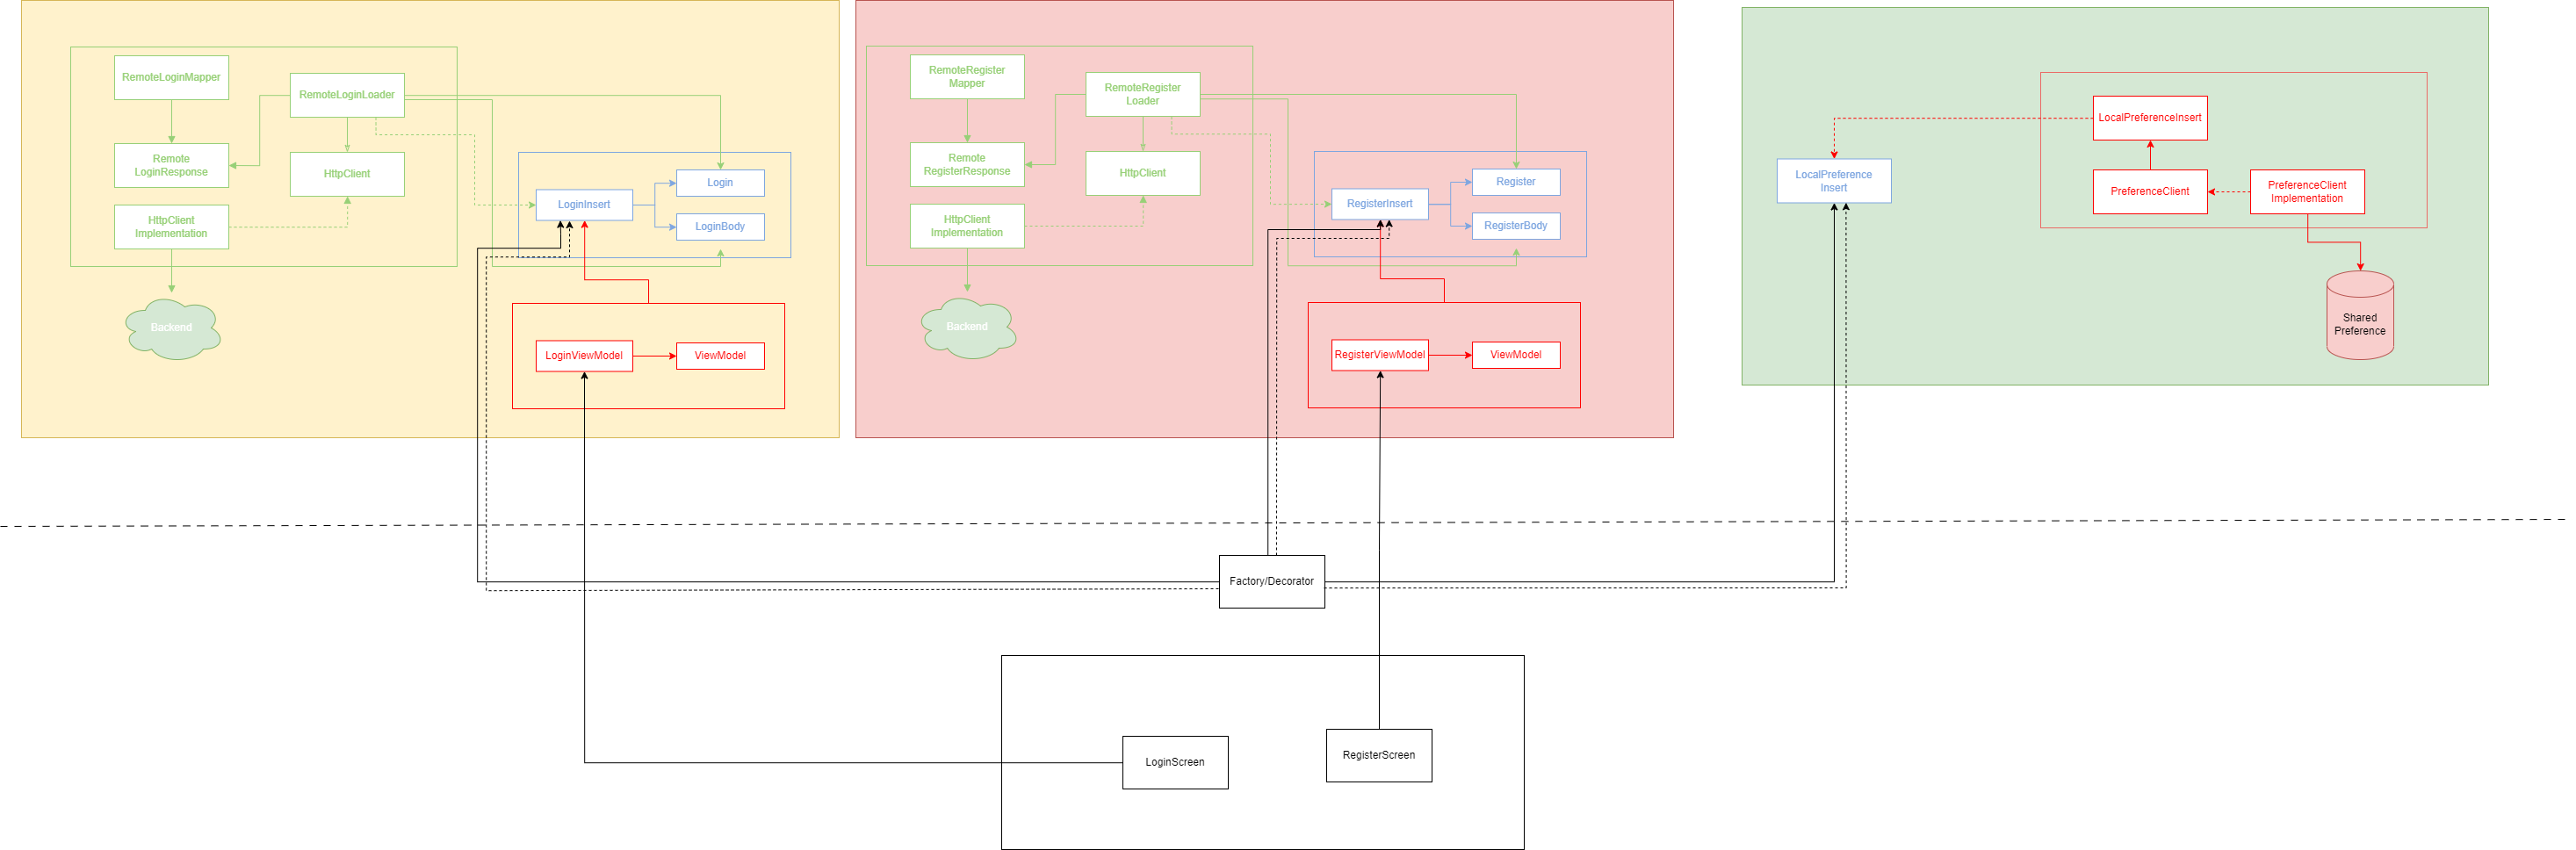 RemoteLoginMapper
RemoteLoginLoader
Remote
LoginResponse
HttpClient
HttpClient
Implementation
Backend
LoginInsert
Login
LoginBody
LoginViewModel
ViewModel
RemoteRegister
Mapper
RemoteRegister
Loader
Remote
RegisterResponse
HttpClient
HttpClient
Implementation
Backend
RegisterInsert
Register
RegisterBody
RegisterViewModel
ViewModel
LocalPreference
Insert
LocalPreferenceInsert
PreferenceClient
PreferenceClient
Implementation
Shared
Preference
Factory/Decorator
LoginScreen
RegisterScreen